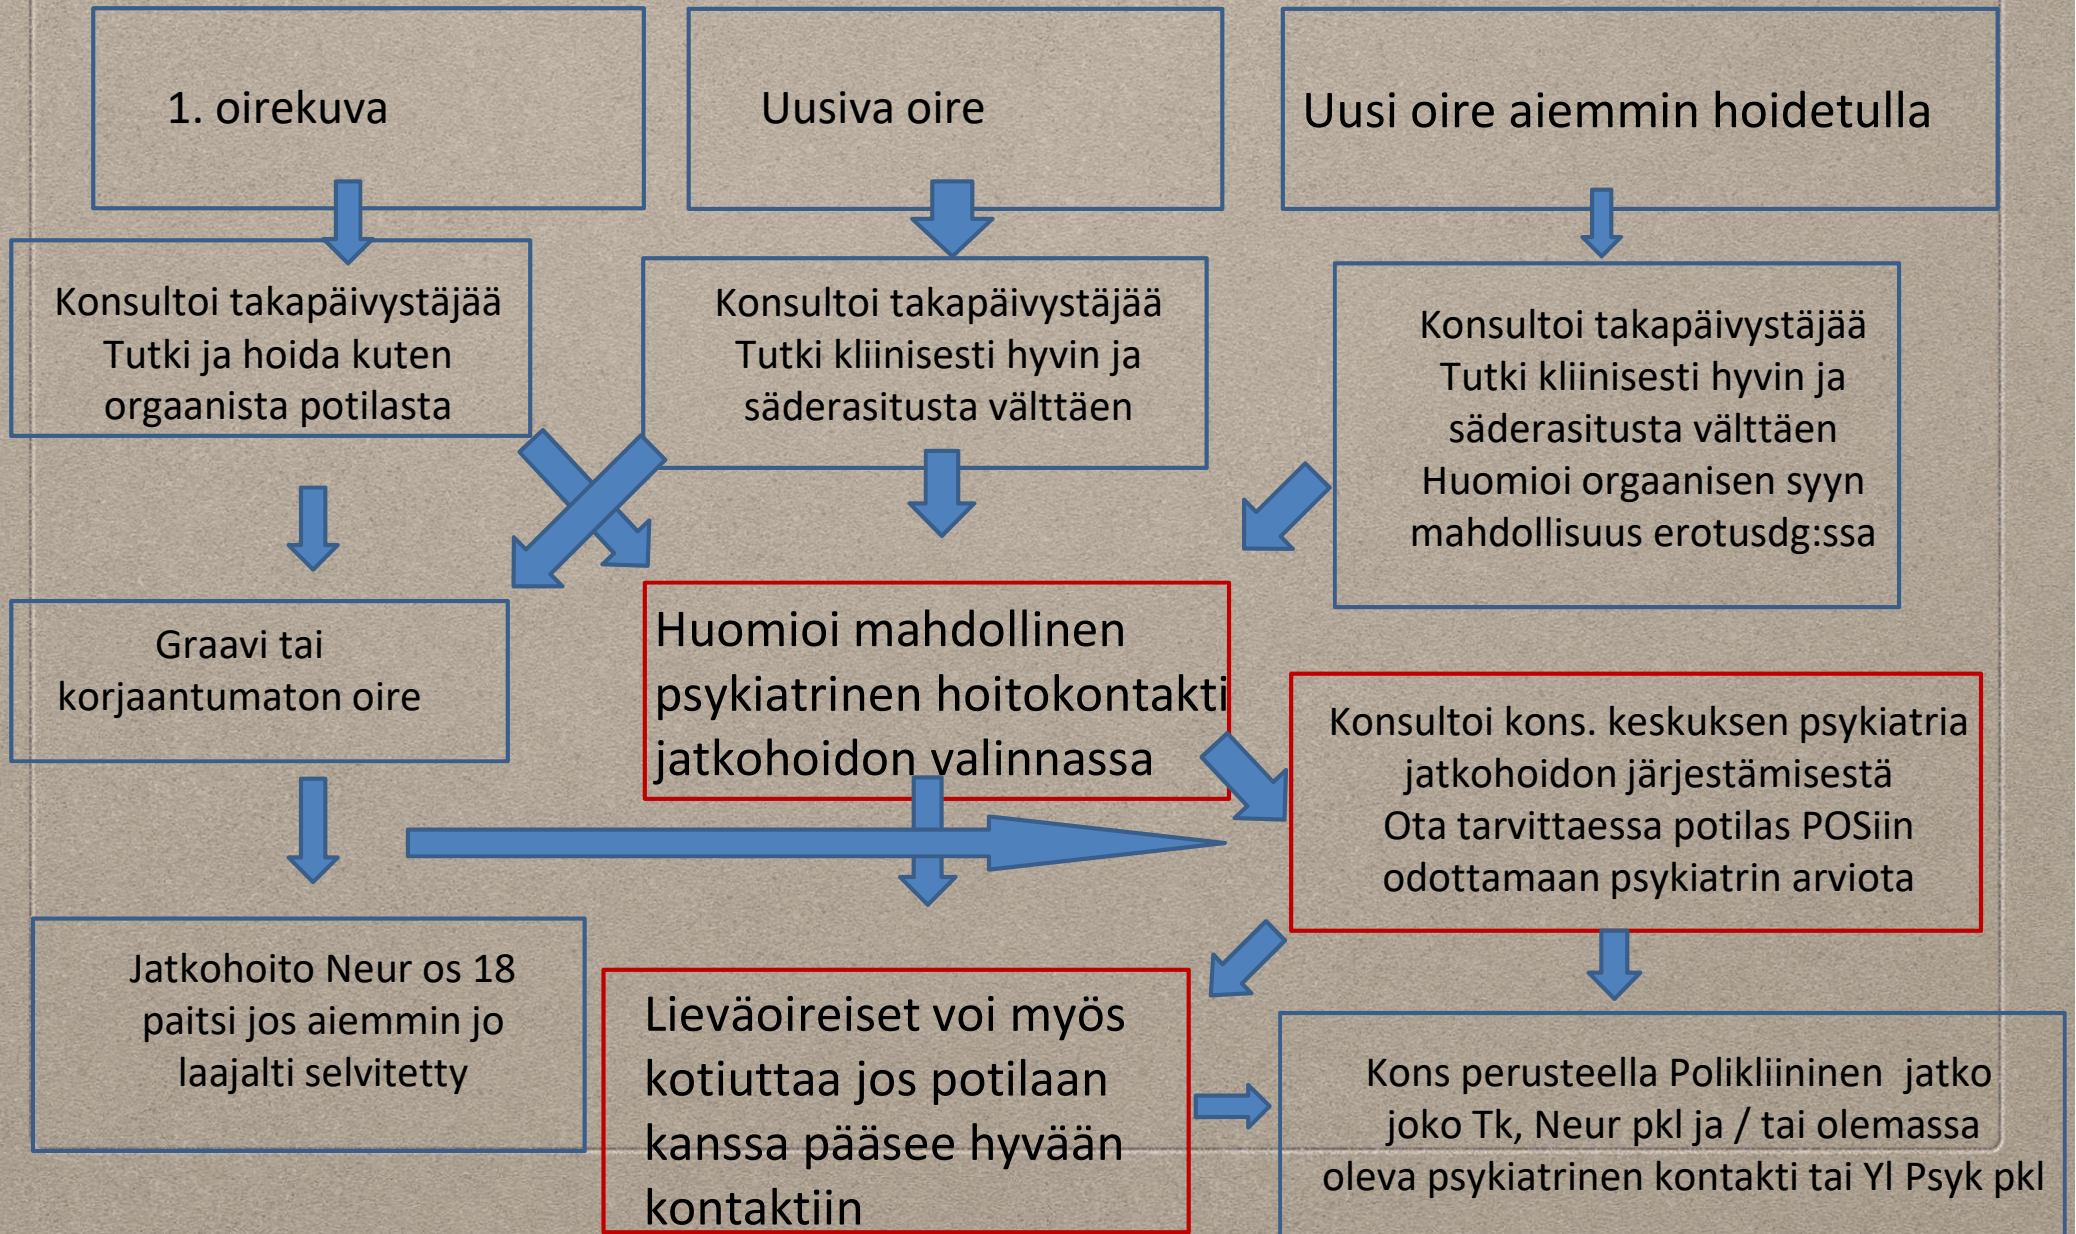 1. oirekuva
Uusiva oire
Uusi oire aiemmin hoidetulla
Konsultoi takapäivystäjää
Tutki ja hoida kuten
orgaanista potilasta
Konsultoi takapäivystäjää
Tutki kliinisesti hyvin ja
säderasitusta välttäen
Konsultoi takapäivystäjää
Tutki kliinisesti hyvin ja
säderasitusta välttäen
Huomioi orgaanisen syyn
mahdollisuus erotusdg:ssa
Graavi tai
korjaantumaton oire
Huomioi mahdollinen
psykiatrinen hoitokontakti
jatkohoidon valinnassa
Konsultoi kons. keskuksen psykiatria
jatkohoidon järjestämisestä
Ota tarvittaessa potilas POSiin
odottamaan psykiatrin arviota
Jatkohoito Neur os 18
paitsi jos aiemmin jo
laajalti selvitetty
Lieväoireiset voi myös
kotiuttaa jos potilaan
kanssa pääsee hyvään
kontaktiin
Kons perusteella Polikliininen  jatko
joko Tk, Neur pkl ja / tai olemassa
oleva psykiatrinen kontakti tai Yl Psyk pkl